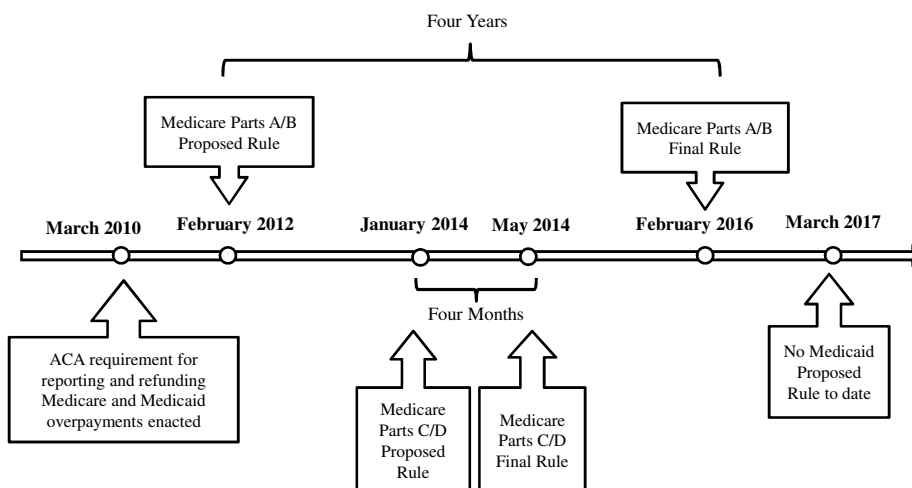 Four Years
Medicare Parts A/B
Proposed Rule
Medicare Parts A/B
Final Rule
March 2010
February 2012
January 2014
May 2014
February 2016
March 2017
Four Months
ACA requirement for
reporting and refunding
Medicare and Medicaid
overpayments enacted
Medicare
Parts C/D
Proposed
Rule
Medicare
Parts C/D
Final Rule
No Medicaid
Proposed
Rule to date